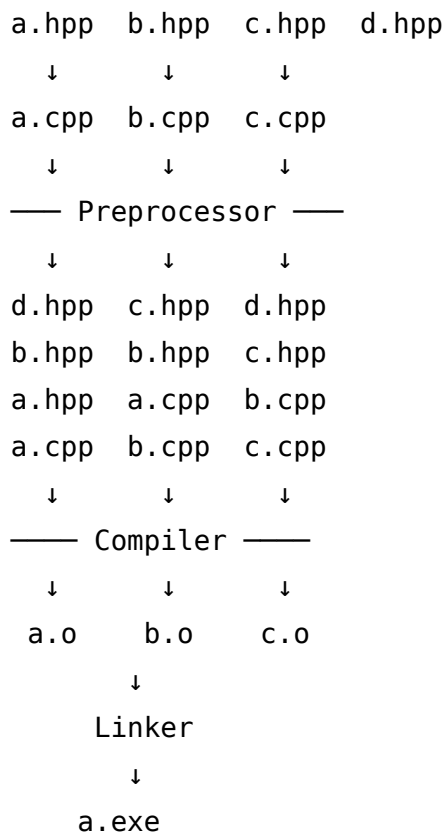 a.hpp b.hpp c.hpp d.hpp
↓ ↓ ↓
a.cpp b.cpp c.cpp
↓ ↓ ↓
─── Preprocessor ───
↓ ↓ ↓
d.hpp c.hpp d.hpp
b.hpp b.hpp c.hpp
a.hpp a.cpp b.cpp
a.cpp b.cpp c.cpp
↓ ↓ ↓
──── Compiler ────
↓ ↓ ↓
a.o b.o c.o
↓
Linker
↓
a.exe